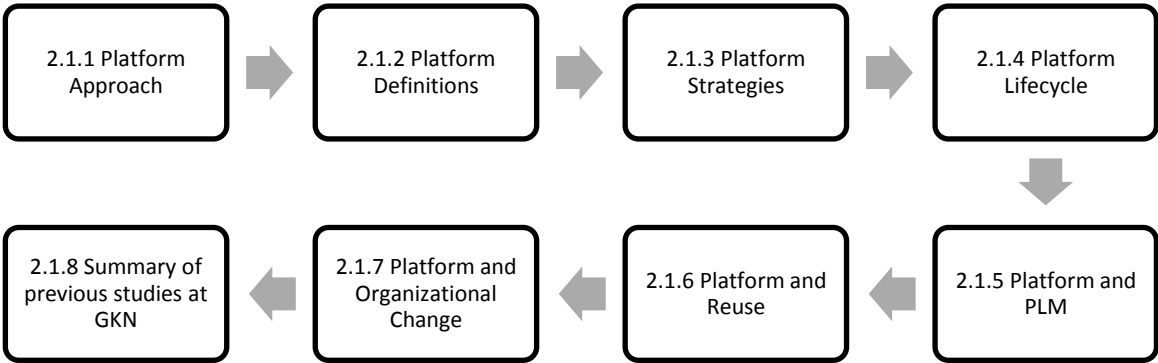 2.1.1 Platform
Approach
2.1.2 Platform
Definitions
2.1.3 Platform
Strategies
2.1.4 Platform
Lifecycle
2.1.5 Platform and
PLM
2.1.6 Platform and
Reuse
2.1.7 Platform and
Organizational
Change
2.1.8 Summary of
previous studies at
GKN